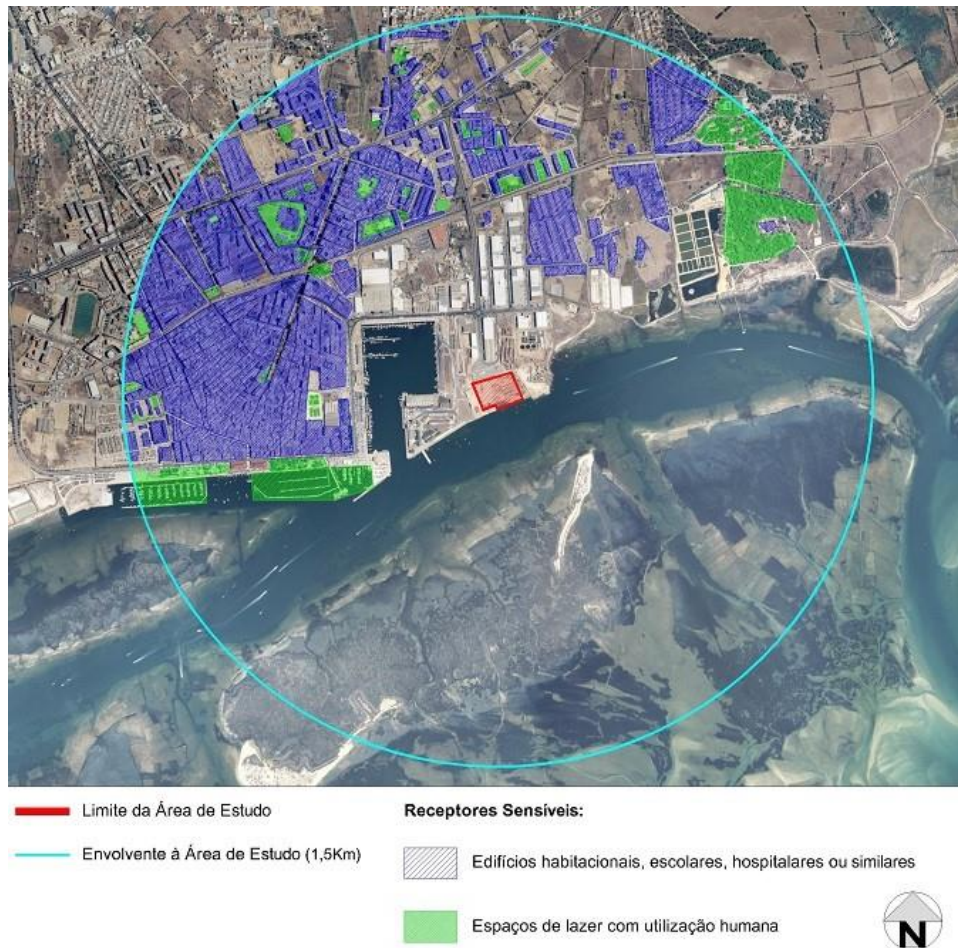 Limite da Área de Estudo
Receptores Sensíveis:
Envolvente à Área de Estudo (1,5Km)
Edifícios habitacionais, escolares, hospitalares ou similares
Espaços de lazer com utilização humana
N